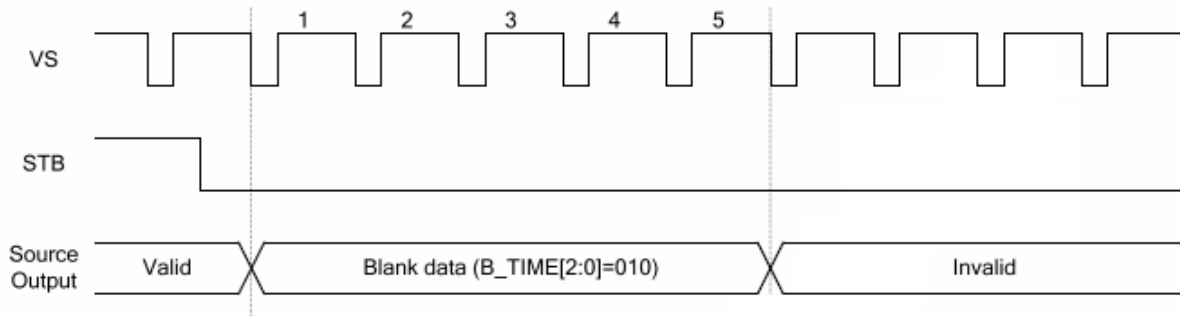 1 2 3 4 5
VS
STB
Source
Output
Valid
Blank data (B_TIME[2:0]=010)
Invalid